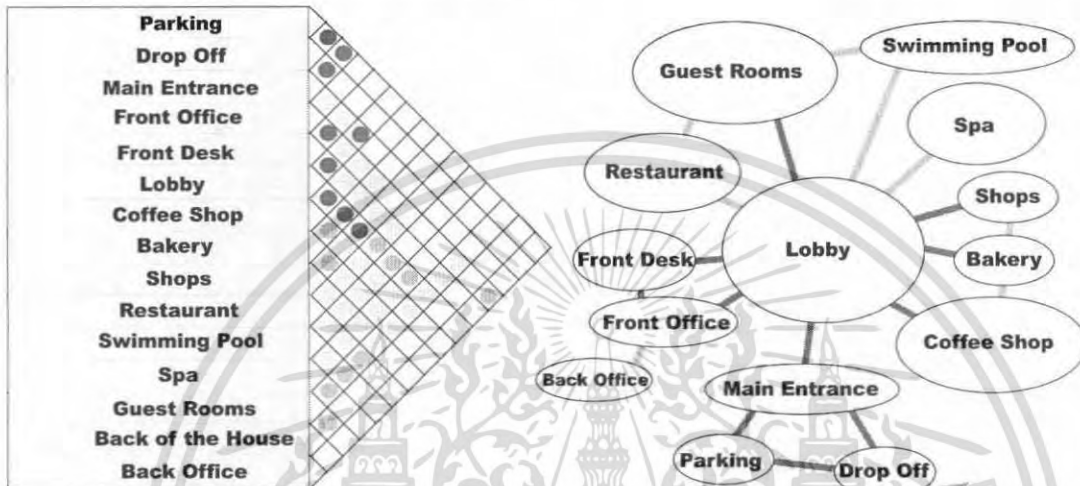 Parking
Drop Off
Main Entrance
Front Office
Front Desk
Lobby
Coffee Shop
Bakery
Shops
Restaurant
Swimming Pool
Spa
Guest Rooms
Back of the House
Back Office
Swimming Pool
Guest Rooms
Spa
Restaurant
Shops
Lobby
Front Desk
Bakery
Front Office
Coffee Shop
Back Office
Main Entrance
Parking
Drop Off